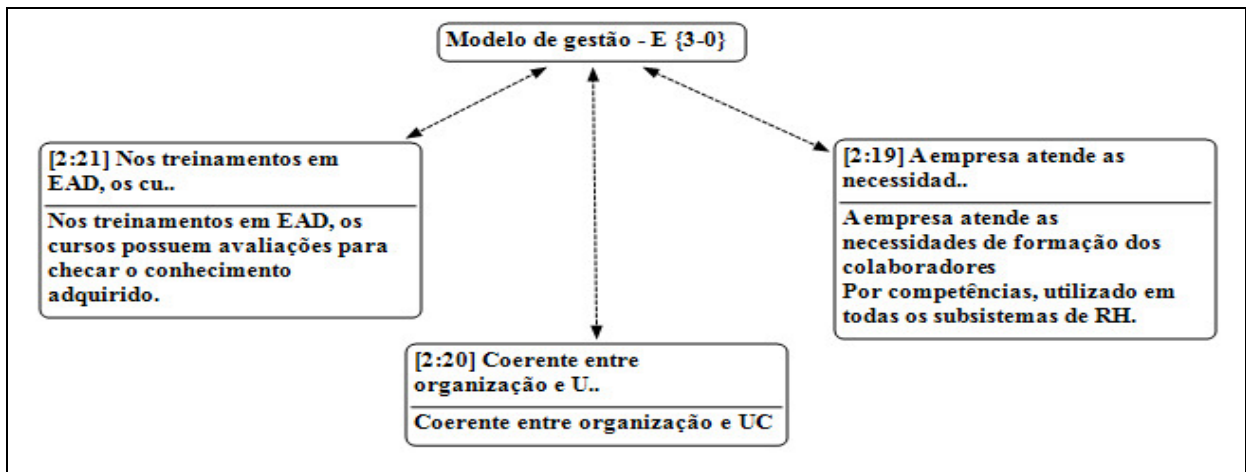 Modelo de gestão - E {3-0}
[2:21] Nos treinamentos em
EAD, os cu..
Nos treinamentos em EAD, os
cursos possuem avaliações para
checar o conhecimento
adquirido.
[2:20] Coerente entre
organização e U..
Coerente entre organização e UC
[2:19] A empresa atende as
necessidad..
A empresa atende as
necessidades de formação dos
colaboradores
Por competências, utilizado em
todas os subsistemas de RH.